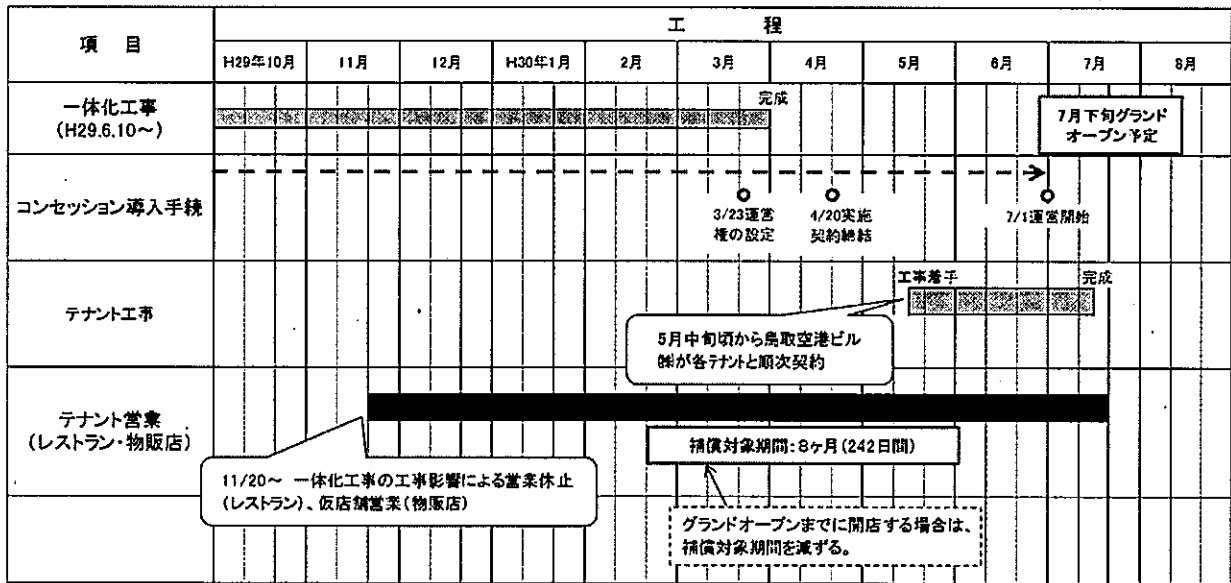 項　目
工　　程
H29年10月
11月
12月
H30年1月
2月
3月
4月
5月
6月
7月
8月
一体化工事
(H29.6.10～)
完成
7月下旬グランド
オープン予定
コンセッション導入手続
3/23運営
権の設定
4/20実施
契約締結
7/1運営開始
テナント工事
工事着手
完成
5月中旬頃から鳥取空港ビル
㈱が各テナントと順次契約
テナント営業
(レストラン・物販店)
補償対象期間:8ヶ月(242日間)
11/20～ 一体化工事の工事影響による営業休止
(レストラン)、仮店舗営業(物販店)
グランドオープンまでに開店する場合は、
補償対象期間を減ずる。